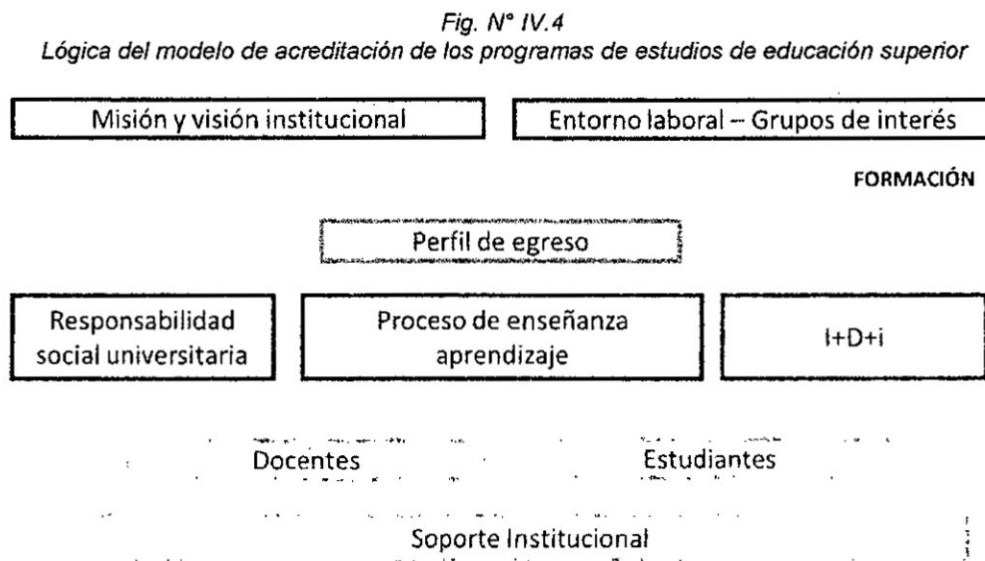 Fig. N° IV.4
Lógica del modelo de acreditación de los programas de estudios de educación superior
Misión y visión institucional
Entorno laboral – Grupos de interés
FORMACIÓN
Perfil de egreso
Responsabilidad
social universitaria
Proceso de enseñanza
aprendizaje
I+D+i
Docentes
Estudiantes
Soporte Institucional